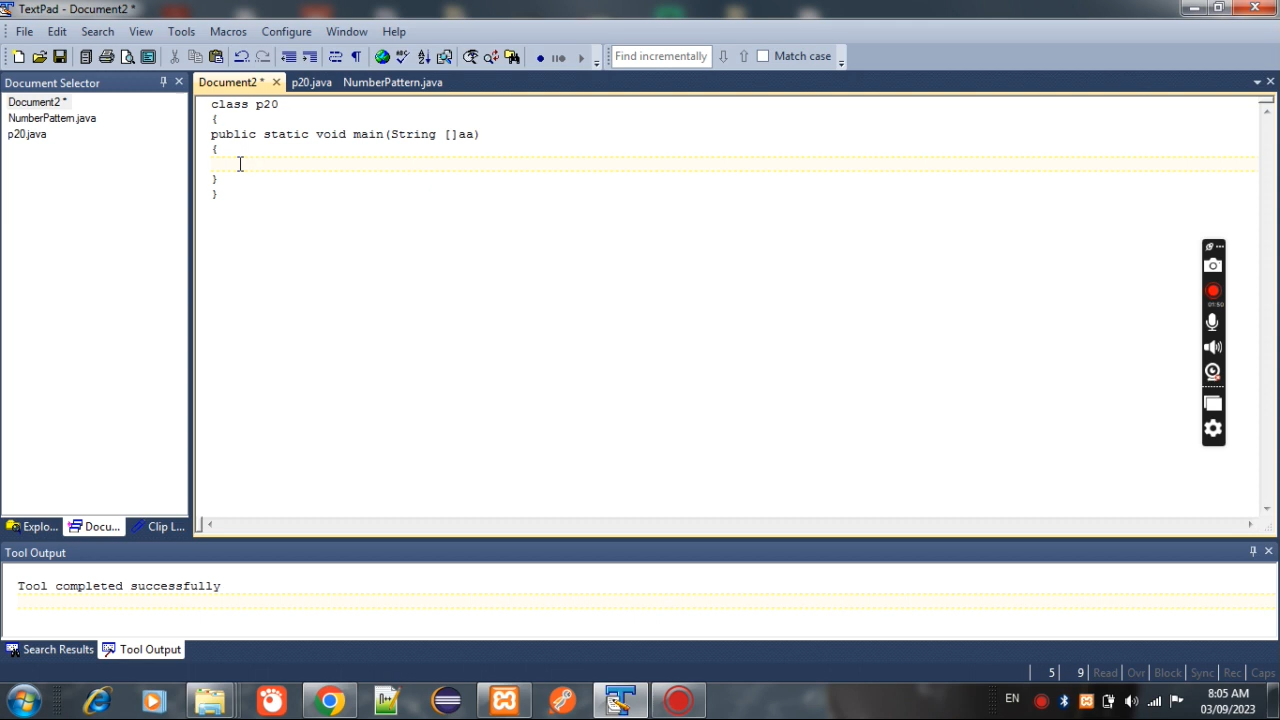 TextPad - Document2 *
File Edit Search View Tools Macros Configure Window Help
Find incrementally Match case
Document Selector
Document2 *
NumberPattern.java
p20.java
Document2 * p20.java NumberPattern.java
class p20
{
public static void main(String []aa)
{
}
}
01:50
Explo... Docu... Clip L...
Tool Output
Tool completed successfully
Search Results Tool Output
5 9 Read Ovr Block Sync Rec Caps
EN
8:05 AM
03/09/2023